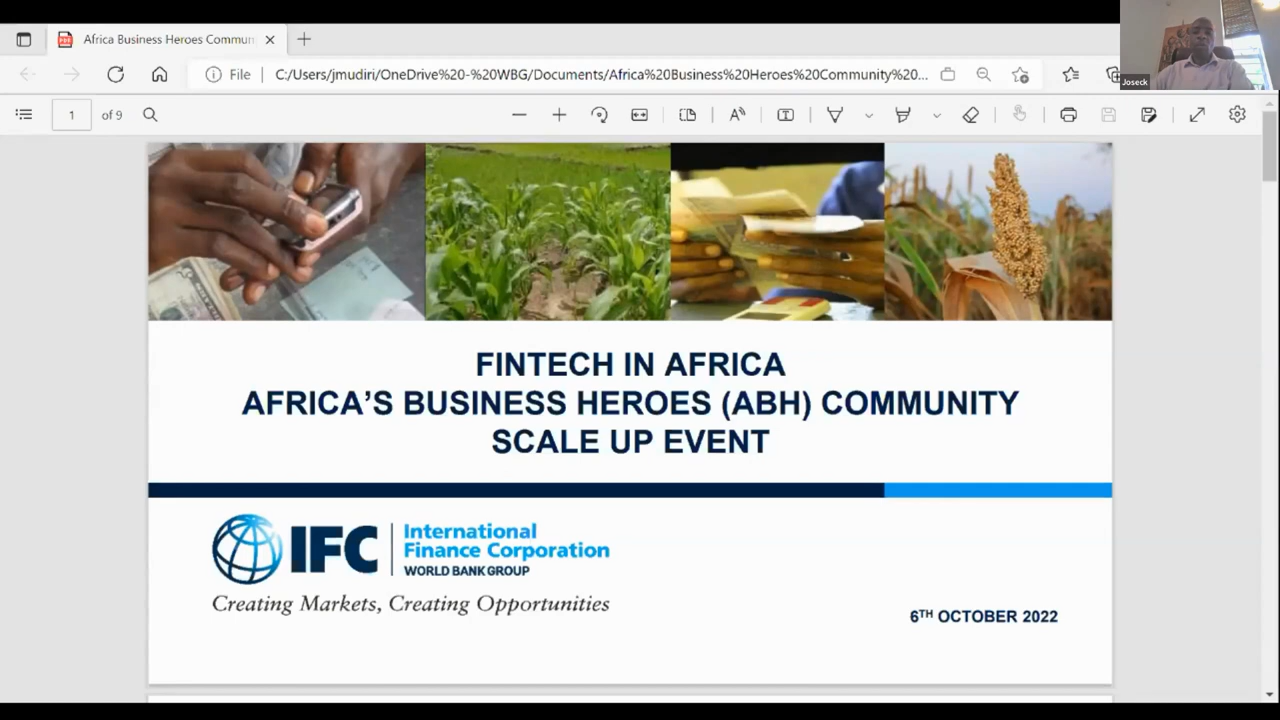 Africa Business Heroes Commun
File
C:/Users/jmudiri/OneDrive%20-%20WBG/Documents/Africa%20Business%20Heroes%20Community%20...
Joseck
1 of 9
FINTECH IN AFRICA
AFRICA'S BUSINESS HEROES (ABH) COMMUNITY
SCALE UP EVENT
IFC
International
Finance Corporation
WORLD BANK GROUP
Creating Markets, Creating Opportunities
6TH OCTOBER 2022